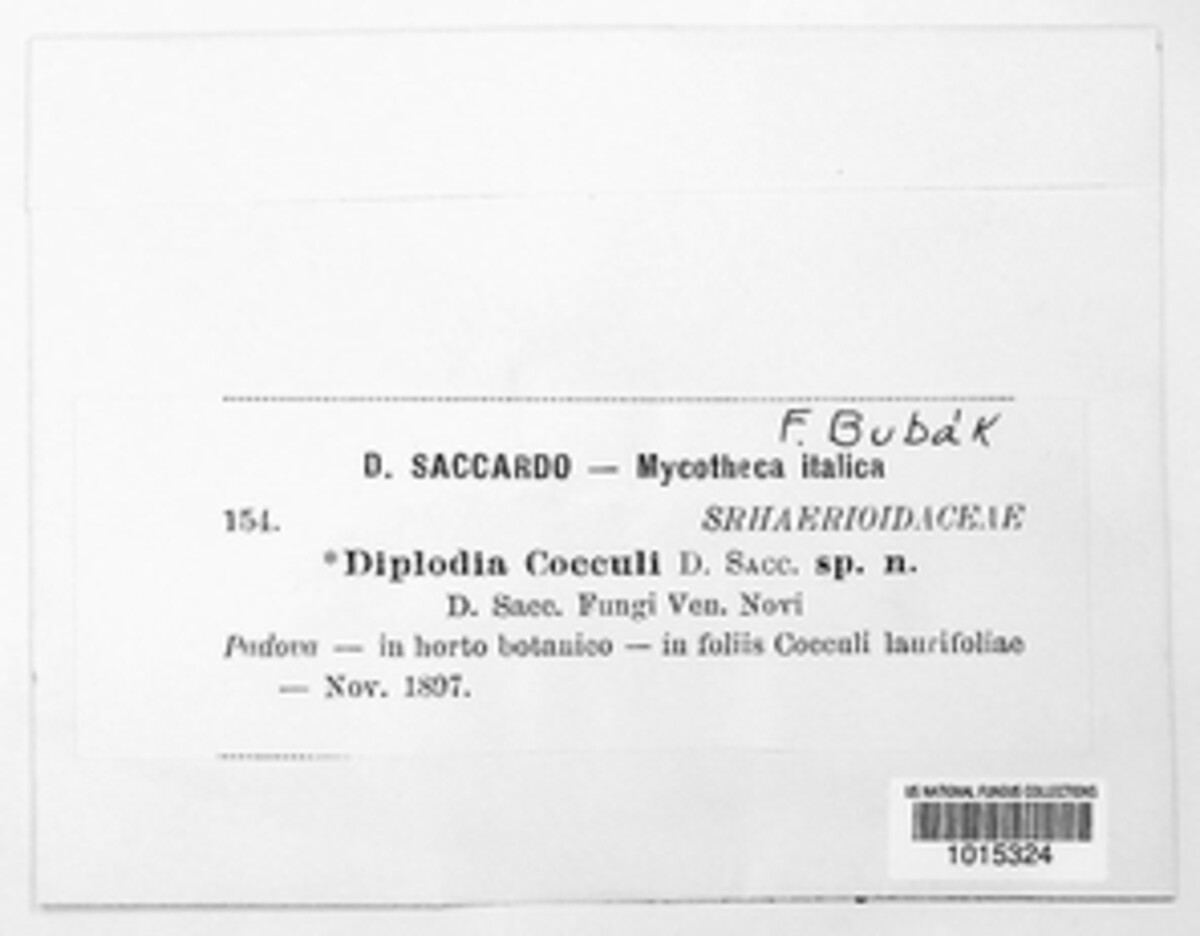 F. Bubák
D. SACCARDO — Mycotheca italica
154. SRHAERIOIDACEAE
*Diplodia Cocculi D. SACC. sp. n.
D. Sacc. Fungi Ven. Novi
Padova — in horto botanico — in foliis Cocculi laurifoliae
— Nov. 1897.
US NATIONAL FUNGUS COLLECTIONS
1015324